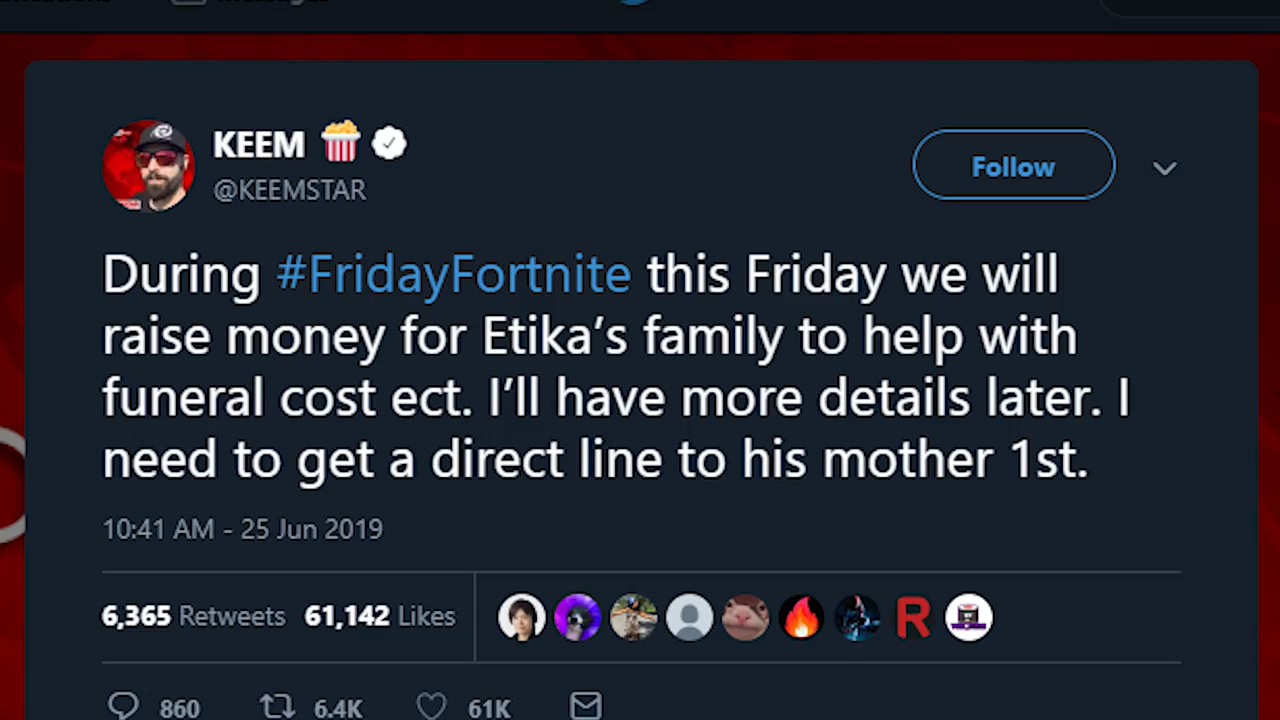 KEEM
@KEEMSTAR
Follow
During #FridayFortnite this Friday we will
raise money for Etika’s family to help with
funeral cost ect. I’ll have more details later. I
need to get a direct line to his mother 1st.
10:41 AM - 25 Jun 2019
6,365 Retweets 61,142 Likes
R
860 6.4K 61K